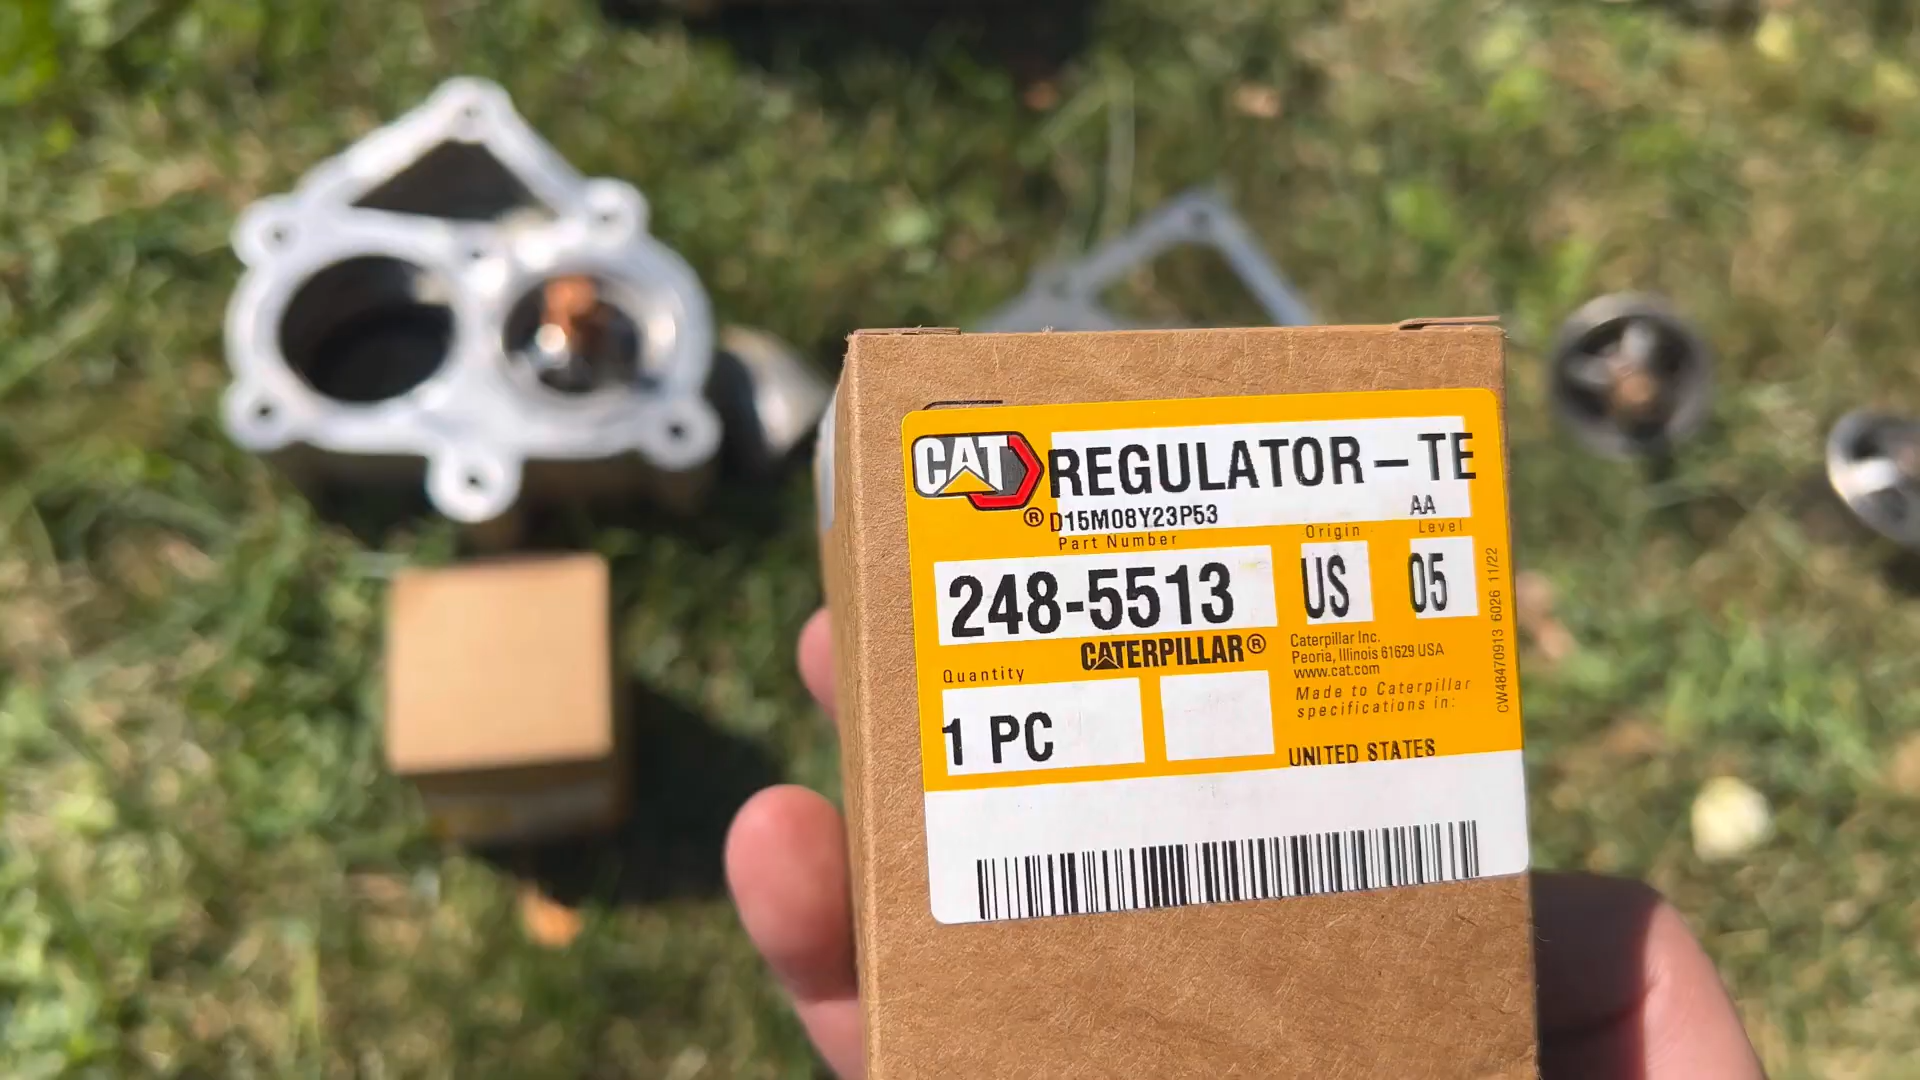 CAT REGULATOR-TE
® D15M08Y23P53 AA
Part Number Origin Level
248-5513 US 05
CATERPILLAR®
Caterpillar Inc.
Peoria, Illinois 61629 USA
www.cat.com
Quantity
Made to Caterpillar
specifications in:
1 PC
UNITED STATES
CW48470913 6026 11/22